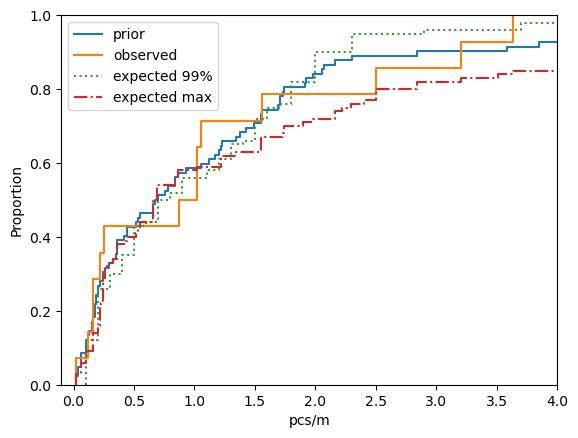 1.0
0.8
0.6
0.4
0.2
0.0
Proportion
prior
observed
expected 99%
expected max
0.0 0.5 1.0 1.5 2.0 2.5 3.0 3.5 4.0
pcs/m